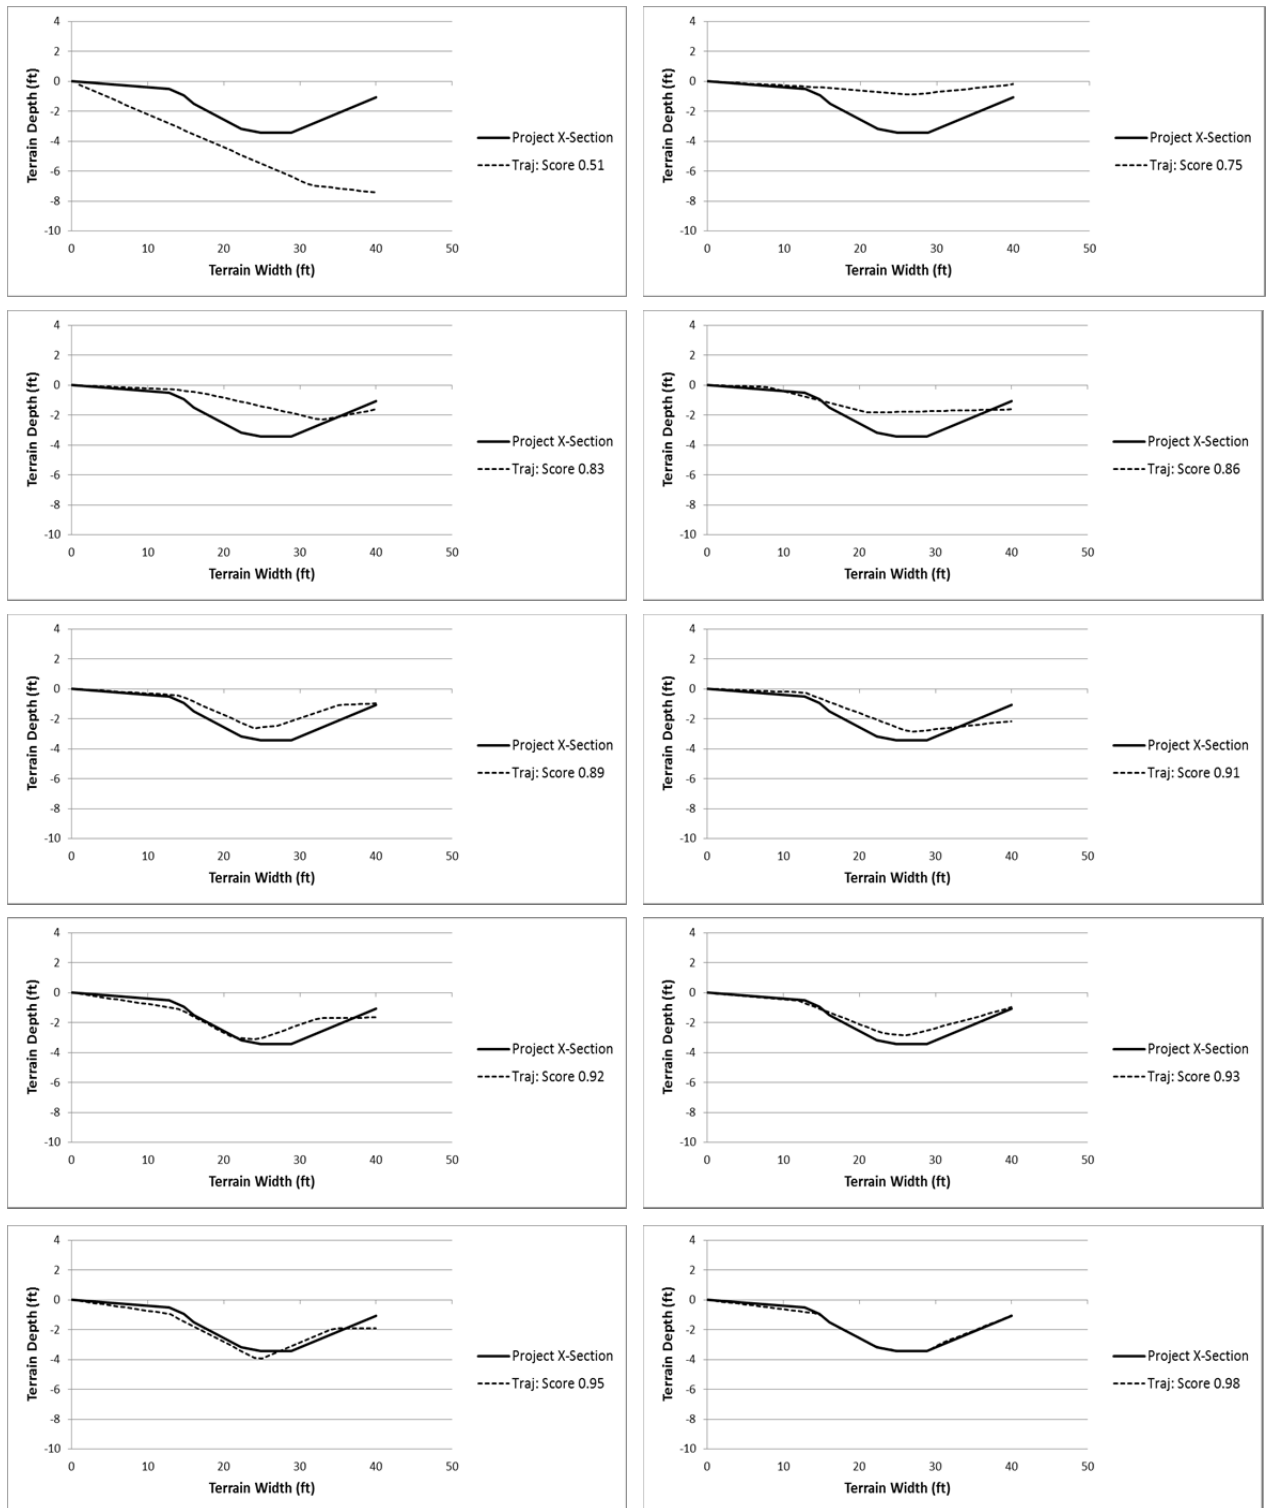 4
2
0
-2
-4
-6
-8
-10
0 10 20 30 40 50
Terrain Depth (ft)
Terrain Width (ft)
Project X-Section
Traj: Score 0.51
4
2
0
-2
-4
-6
-8
-10
0 10 20 30 40 50
Terrain Depth (ft)
Terrain Width (ft)
Project X-Section
Traj: Score 0.75
4
2
0
-2
-4
-6
-8
-10
0 10 20 30 40 50
Terrain Depth (ft)
Terrain Width (ft)
Project X-Section
Traj: Score 0.83
4
2
0
-2
-4
-6
-8
-10
0 10 20 30 40 50
Terrain Depth (ft)
Terrain Width (ft)
Project X-Section
Traj: Score 0.86
4
2
0
-2
-4
-6
-8
-10
0 10 20 30 40 50
Terrain Depth (ft)
Terrain Width (ft)
Project X-Section
Traj: Score 0.89
4
2
0
-2
-4
-6
-8
-10
0 10 20 30 40 50
Terrain Depth (ft)
Terrain Width (ft)
Project X-Section
Traj: Score 0.91
4
2
0
-2
-4
-6
-8
-10
0 10 20 30 40 50
Terrain Depth (ft)
Terrain Width (ft)
Project X-Section
Traj: Score 0.92
4
2
0
-2
-4
-6
-8
-10
0 10 20 30 40 50
Terrain Depth (ft)
Terrain Width (ft)
Project X-Section
Traj: Score 0.93
4
2
0
-2
-4
-6
-8
-10
0 10 20 30 40 50
Terrain Depth (ft)
Terrain Width (ft)
Project X-Section
Traj: Score 0.95
4
2
0
-2
-4
-6
-8
-10
0 10 20 30 40 50
Terrain Depth (ft)
Terrain Width (ft)
Project X-Section
Traj: Score 0.98